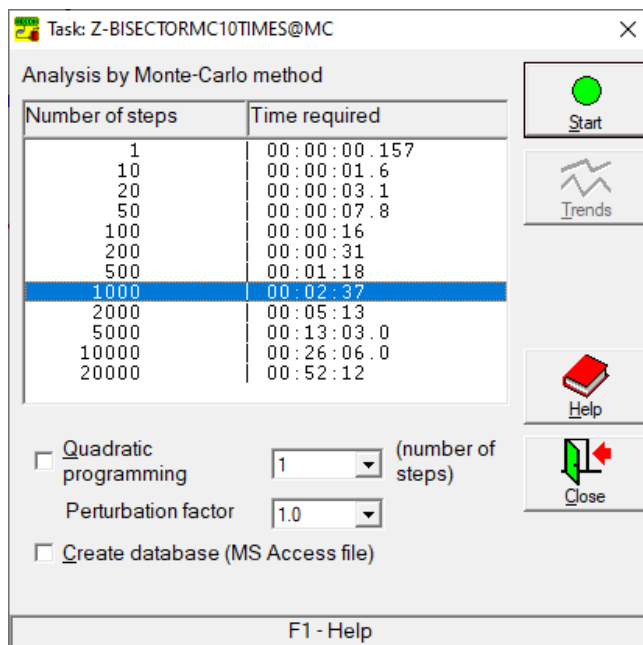 Task: Z-BISECTORMC10TIMES@MC
Analysis by Monte-Carlo method
Number of steps Time required
1 | 00:00:00.157
10 | 00:00:01.6
20 | 00:00:03.1
50 | 00:00:07.8
100 | 00:00:16
200 | 00:00:31
500 | 00:01:18
1000 | 00:02:37
2000 | 00:05:13
5000 | 00:13:03.0
10000 | 00:26:06.0
20000 | 00:52:12
Start
Trends
Help
Close
Quadratic programming 1 (number of steps)
Perturbation factor 1.0
Create database (MS Access file)
F1 - Help